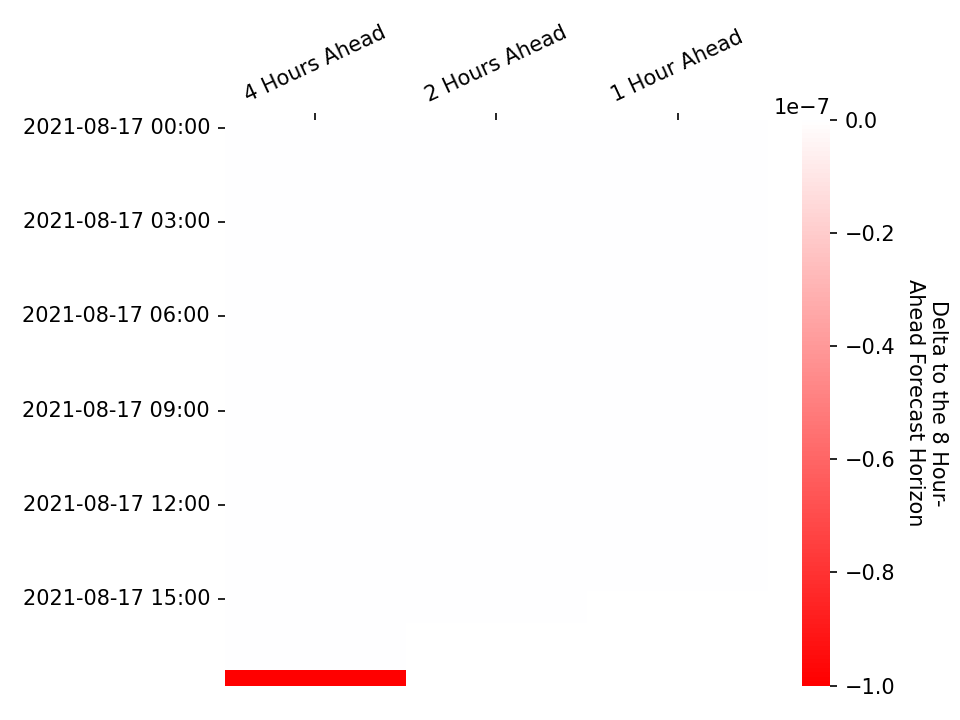 4 Hours Ahead
2 Hours Ahead
1 Hour Ahead
1e−7
2021-08-17 00:00
2021-08-17 03:00
2021-08-17 06:00
2021-08-17 09:00
2021-08-17 12:00
2021-08-17 15:00
0.0
−0.2
−0.4
−0.6
−0.8
−1.0
Delta to the 8 Hour-
Ahead Forecast Horizon